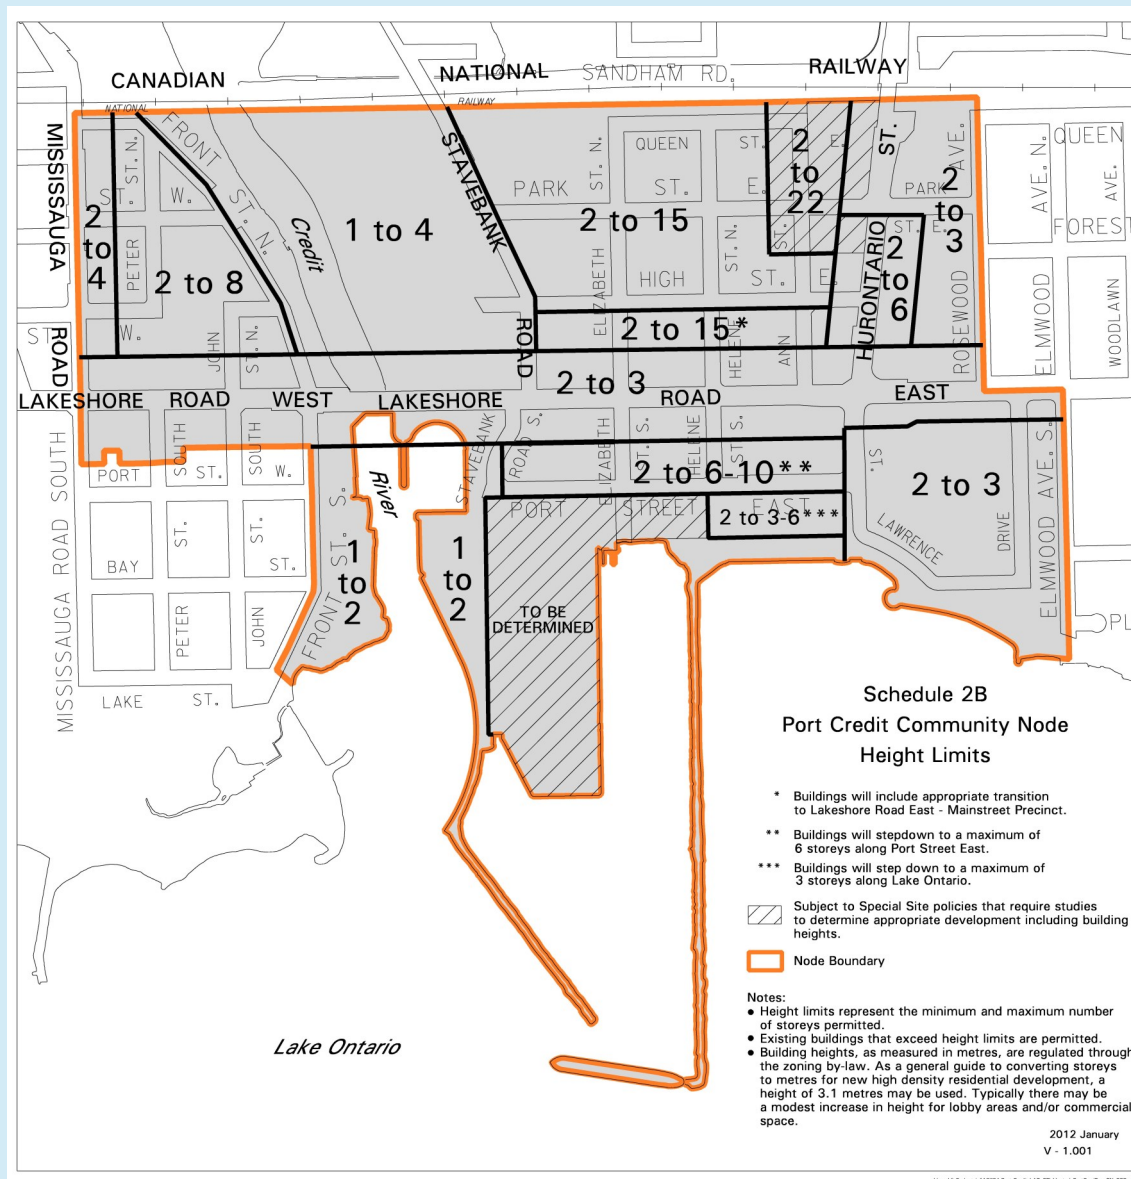 CANADIAN NATIONAL RAILWAY
SANDHAM RD.
NATIONAL
RAILWAY
MISSISSAUGA
ROAD
FRONT
ST. N.
Credit
STAVEBANK
ROAD
QUEEN
ST.
E.
ST.
AVE.
AVE. N.
QUEEN
AVE.
ST. N.
ST.
W.
PARK
ST.
E.
ST. N.
PARK
ST. E.
FOREST
2 to 4
PETER
2 to 8
1 to 4
2 to 15
2 to 22
2 to 3
2 to 6
ELIZABETH
HIGH
ST.
E.
ST. N.
ST.
HURONTARIO
ST.
ROSEWOOD
ELMWOOD
WOODLAWN
ST.
W.
JOHN
ST. N.
2 to 15*
HELENE
ANN
2 to 3
LAKESHORE ROAD WEST
LAKESHORE ROAD EAST
MISSISSAUGA ROAD SOUTH
SOUTH
SOUTH
PORT
ST.
W.
STAVEBANK
ROAD S.
ELIZABETH
ST. S.
HELENE
ST. S.
2 to 6-10**
River
PORT STREET EAST
2 to 3-6***
ST.
LAWRENCE
DRIVE
2 to 3
ELMWOOD AVE. S.
BAY
ST.
ST.
ST.
PETER
JOHN
FRONT
ST. S.
1 to 2
1 to 2
TO BE
DETERMINED
LAKE
ST.
Schedule 2B
Port Credit Community Node
Height Limits
* Buildings will include appropriate transition
to Lakeshore Road East - Mainstreet Precinct.
** Buildings will stepdown to a maximum of
6 storeys along Port Street East.
*** Buildings will step down to a maximum of
3 storeys along Lake Ontario.
Subject to Special Site policies that require studies
to determine appropriate development including building
heights.
Node Boundary
Notes:
● Height limits represent the minimum and maximum number
of storeys permitted.
● Existing buildings that exceed height limits are permitted.
● Building heights, as measured in metres, are regulated through
the zoning by-law. As a general guide to converting storeys
to metres for new high density residential development, a
height of 3.1 metres may be used. Typically there may be
a modest increase in height for lobby areas and/or commercial
space.
Lake Ontario
2012 January
V - 1.001